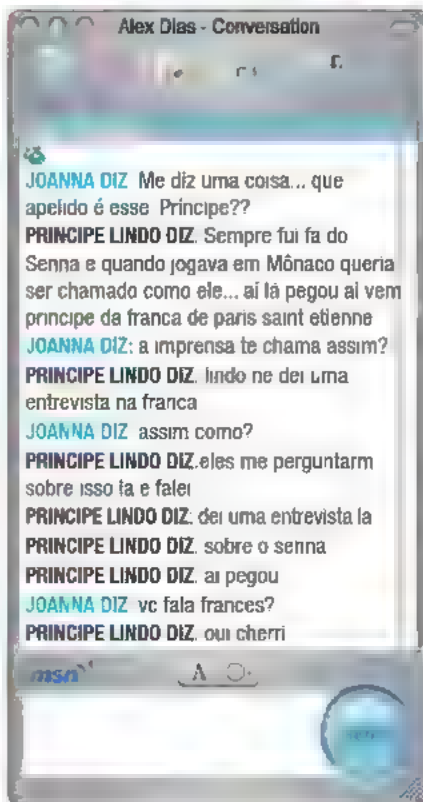 Alex Dias - Conversation
JOANNA DIZ Me diz uma coisa... que
apelido é esse Principe??
PRINCIPE LINDO DIZ. Sempre fui fa do
Senna e quando jogava em Mônaco queria
ser chamado como ele... aí lá pegou ai vem
principe da franca de paris saint etienne
JOANNA DIZ: a imprensa te chama assim?
PRINCIPE LINDO DIZ. lindo ne dei uma
entrevista na franca
JOANNA DIZ assim como?
PRINCIPE LINDO DIZ.eles me perguntarm
sobre isso la e falei
PRINCIPE LINDO DIZ: dei uma entrevista la
PRINCIPE LINDO DIZ. sobre o senna
PRINCIPE LINDO DIZ. ai pegou
JOANNA DIZ vc fala frances?
PRINCIPE LINDO DIZ. oui cherri
msn
A